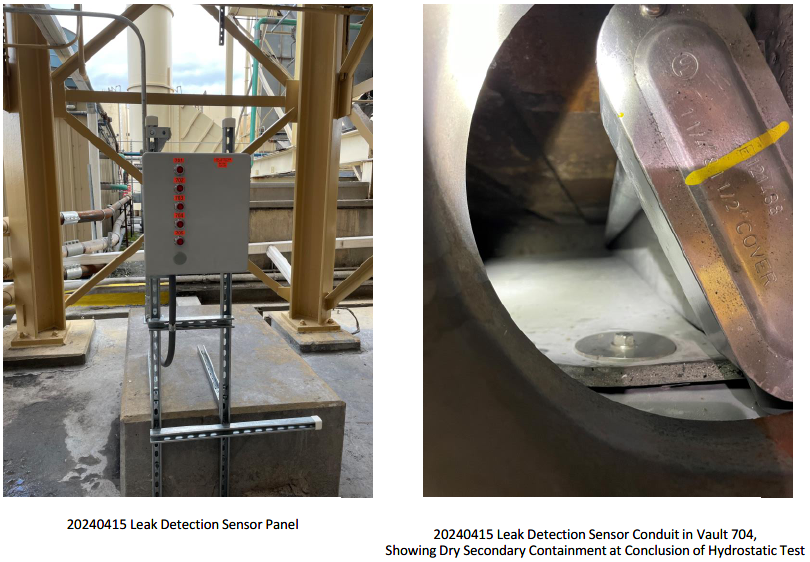 1 1/2" COVER
20240415 Leak Detection Sensor Panel
20240415 Leak Detection Sensor Conduit in Vault 704,
Showing Dry Secondary Containment at Conclusion of Hydrostatic Test